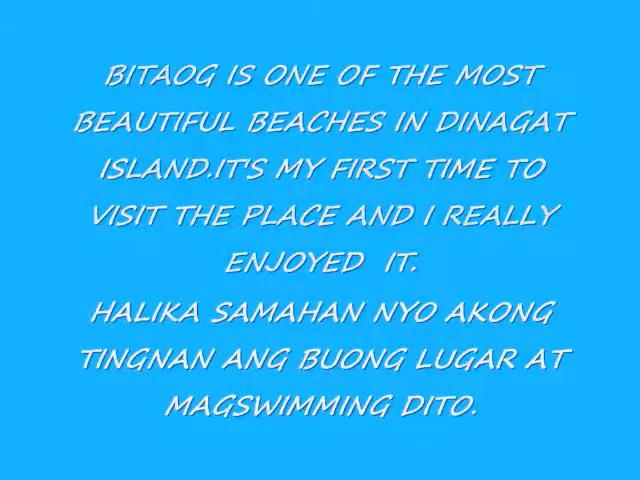 BITAOG IS ONE OF THE MOST
BEAUTIFUL BEACHES IN DINAGAT
ISLAND.IT'S MY FIRST TIME TO
VISIT THE PLACE AND I REALLY
ENJOYED IT.
HALIKA SAMAHAN NYO AKONG
TINGNAN ANG BUONG LUGAR AT
MAGSWIMMING DITO.